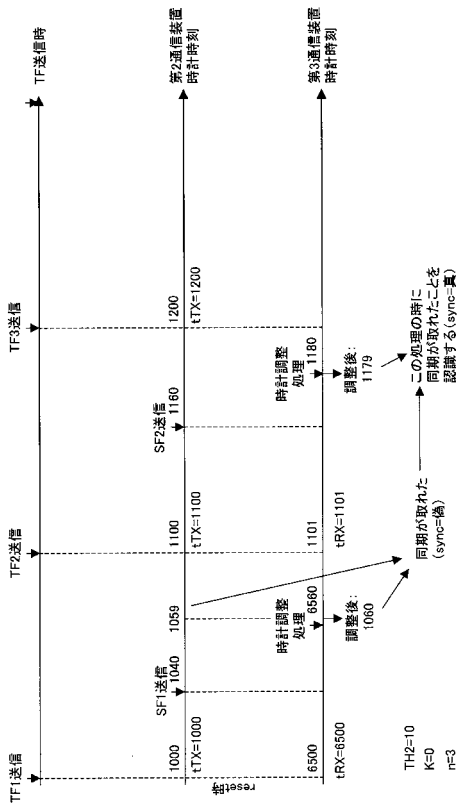 TF送信時
第2通信装置
時計時刻
第3通信装置
時計時刻
TF1送信
TF2送信
TF3送信
1000
tTX=1000
SF1送信
1040
1059
1100
tTX=1100
SF2送信
1160
1200
tTX=1200
reset等
6500
tRX=6500
時計調整
処理
6560
調整後:
1060
1101
tRX=1101
時計調整
処理
1180
調整後:
1179
同期が取れた
(sync=偽)
この処理の時に
同期が取れたことを
認識する(sync=真)
TH2=10
K=0
n=3